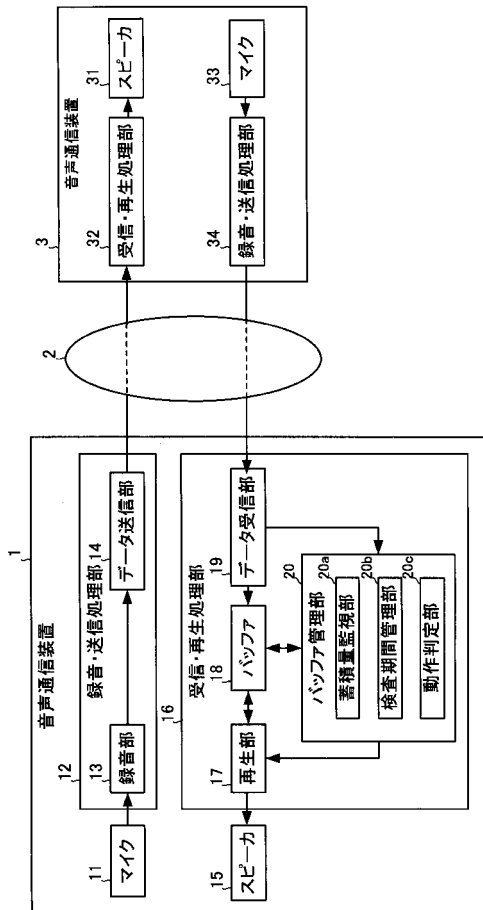 1
音声通信装置
12
録音・送信処理部
11
マイク
13
録音部
14
データ送信部
16
受信・再生処理部
15
スピーカ
17
再生部
18
バッファ
19
データ受信部
20
バッファ管理部
20a
蓄積量監視部
20b
検査期間管理部
20c
動作判定部
2
3
音声通信装置
32
受信・再生処理部
31
スピーカ
34
録音・送信処理部
33
マイク